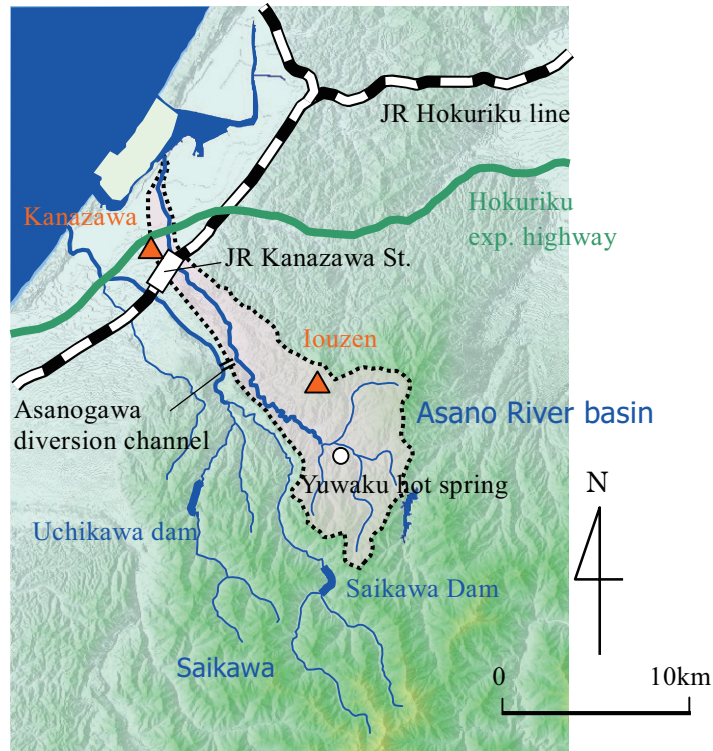 JR Hokuriku line
Kanazawa
Hokuriku
exp. highway
JR Kanazawa St.
Iouzen
Asanogawa
diversion channel
Asano River basin
Yuwaku hot spring
N
Uchikawa dam
Saikawa Dam
Saikawa
0
10km